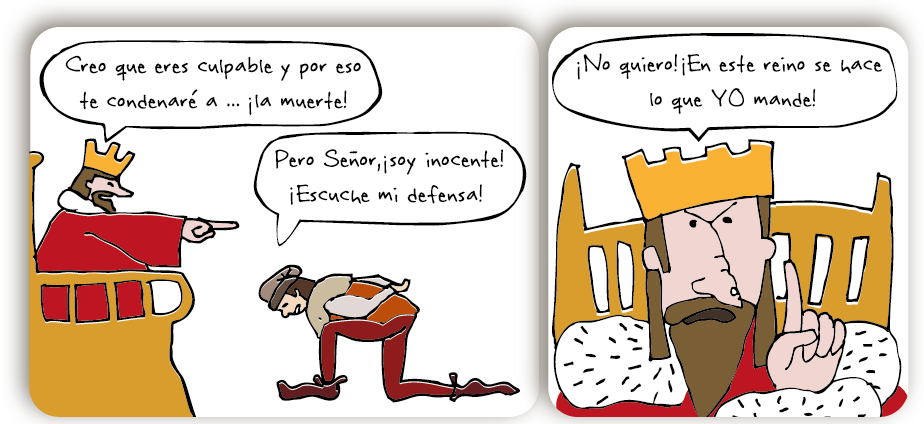 Creo que eres culpable y por eso
te condenaré a ... ¡la muerte!
Pero Señor,¡soy inocente!
¡Escuche mi defensa!
¡No quiero!¡En este reino se hace
lo que YO mande!